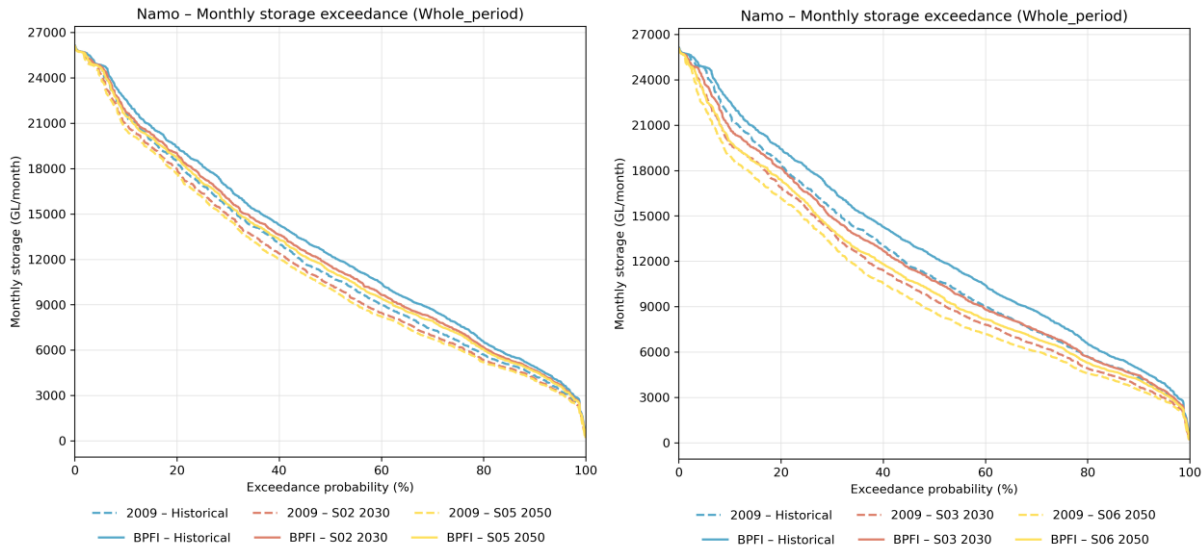 Namo – Monthly storage exceedance (Whole_period)
27000
24000
21000
18000
15000
12000
9000
6000
3000
0
Monthly storage (GL/month)
0 20 40 60 80 100
Exceedance probability (%)
2009 – Historical 2009 – S02 2030 2009 – S05 2050
BPFI – Historical BPFI – S02 2030 BPFI – S05 2050
Namo – Monthly storage exceedance (Whole_period)
27000
24000
21000
18000
15000
12000
9000
6000
3000
0
Monthly storage (GL/month)
0 20 40 60 80 100
Exceedance probability (%)
2009 – Historical 2009 – S03 2030 2009 – S06 2050
BPFI – Historical BPFI – S03 2030 BPFI – S06 2050